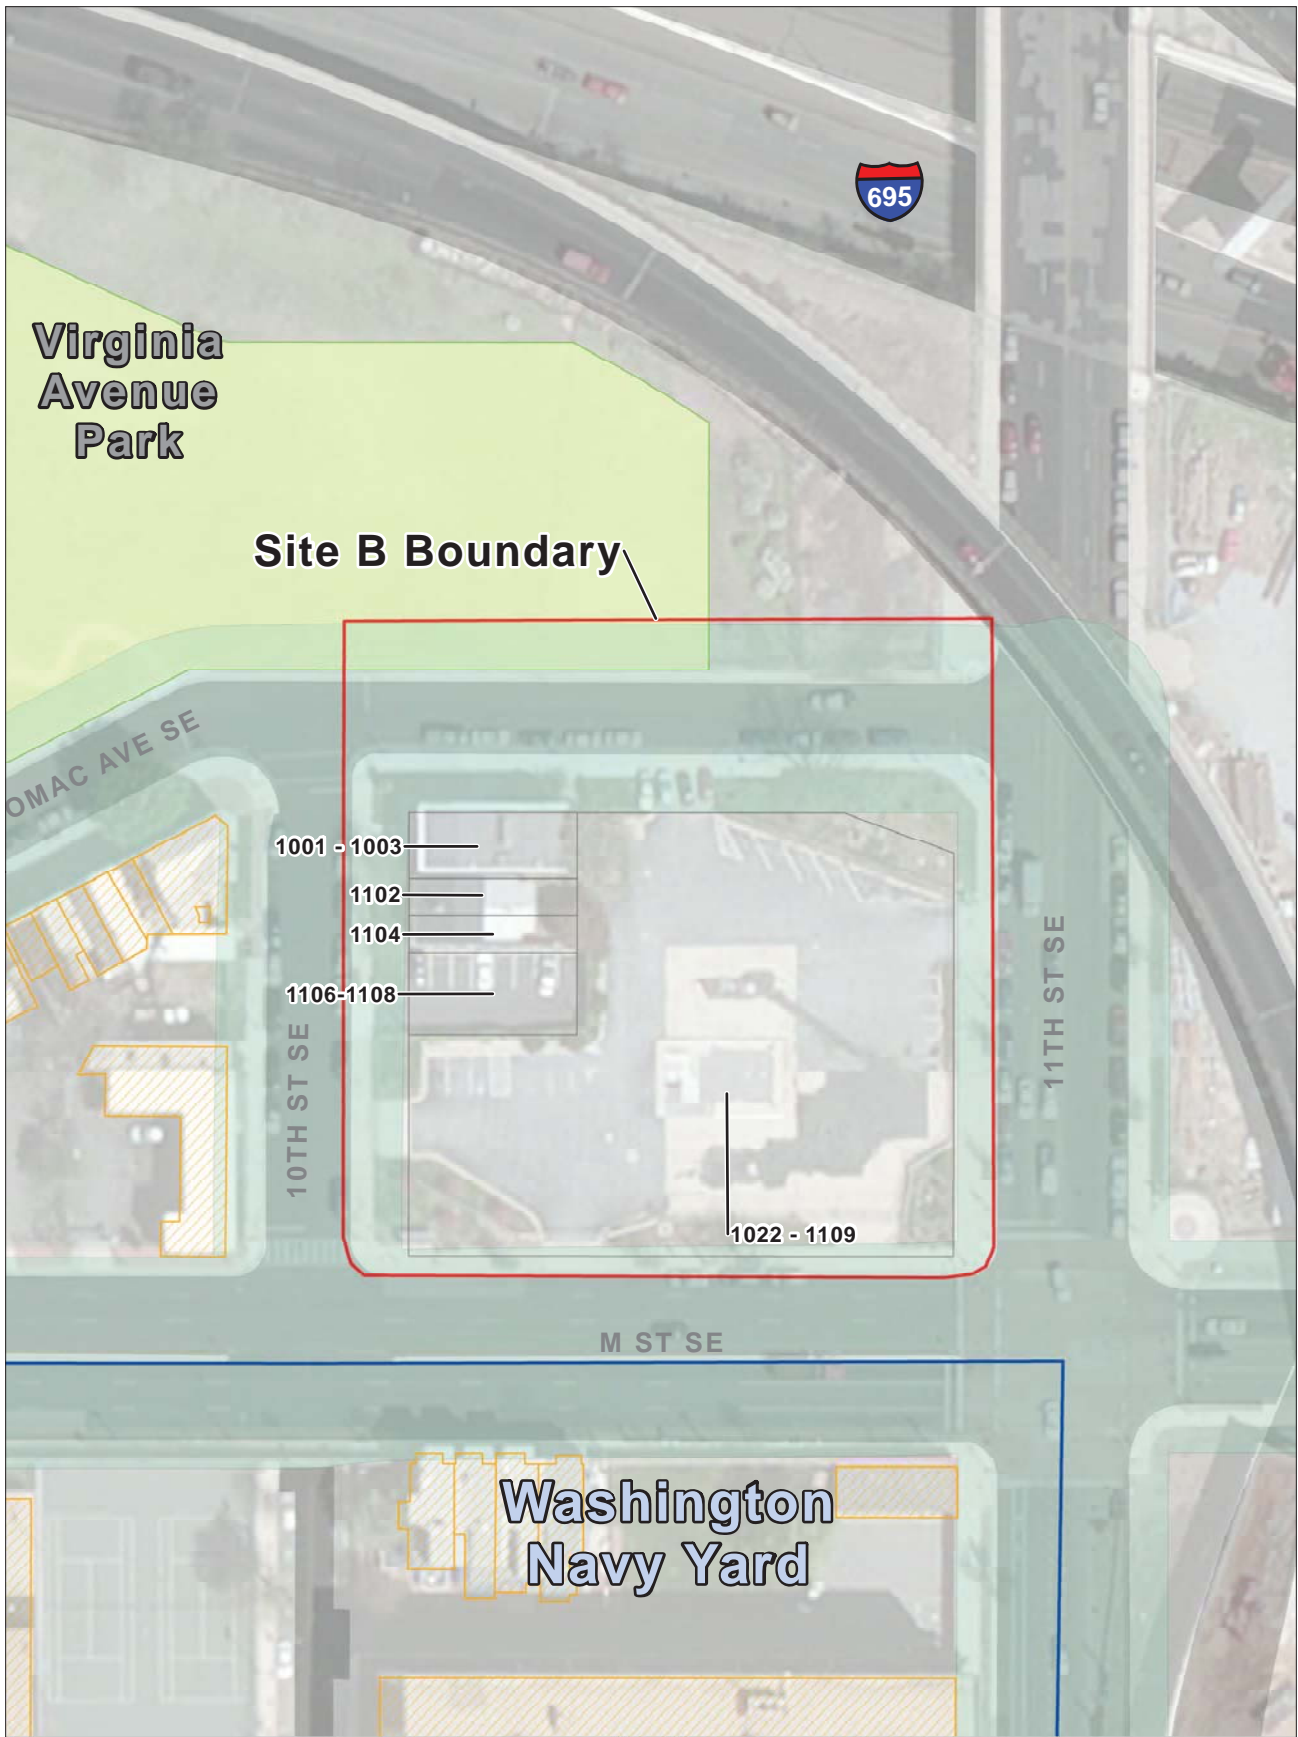 695
Virginia
Avenue
Park
Site B Boundary
OMAC AVE SE
1001 - 1003
1102
1104
1106-1108
10TH ST SE
11TH ST SE
1022 - 1109
M ST SE
Washington
Navy Yard